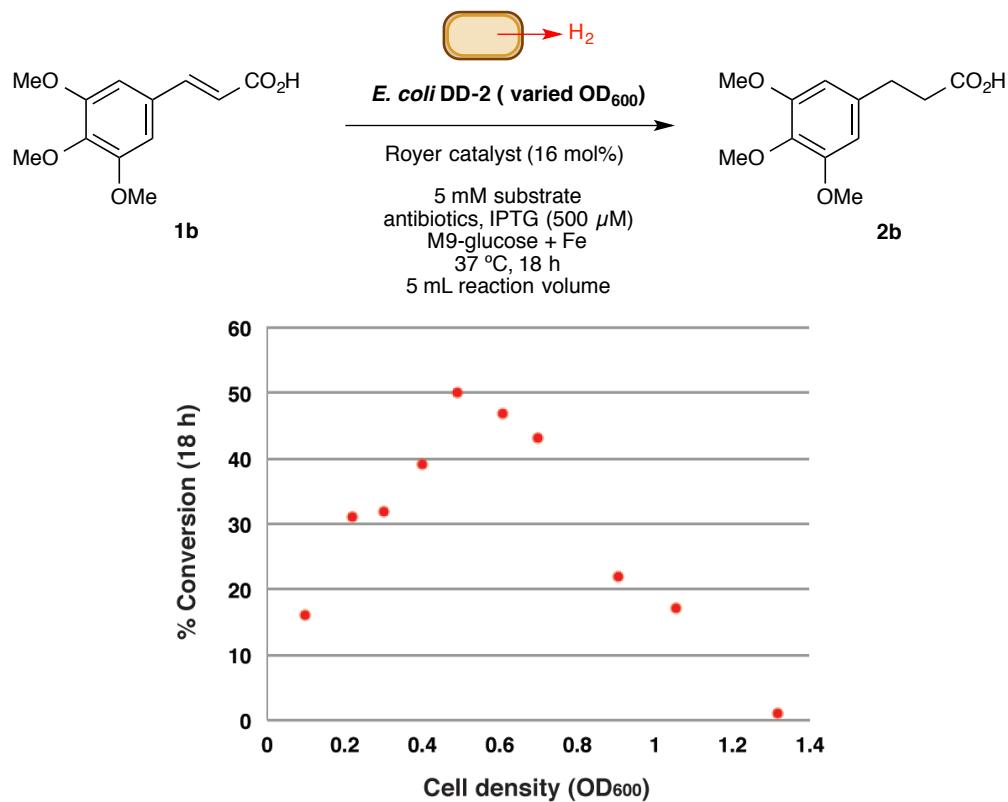 H₂
MeO
CO₂H
MeO
OMe
1b
E. coli DD-2 ( varied OD₆₀₀)
Royer catalyst (16 mol%)
5 mM substrate
antibiotics, IPTG (500 µM)
M9-glucose + Fe
37 ºC, 18 h
5 mL reaction volume
MeO
CO₂H
MeO
OMe
2b
% Conversion (18 h)
60
50
40
30
20
10
0
0 0.2 0.4 0.6 0.8 1 1.2 1.4
Cell density (OD₆₀₀)